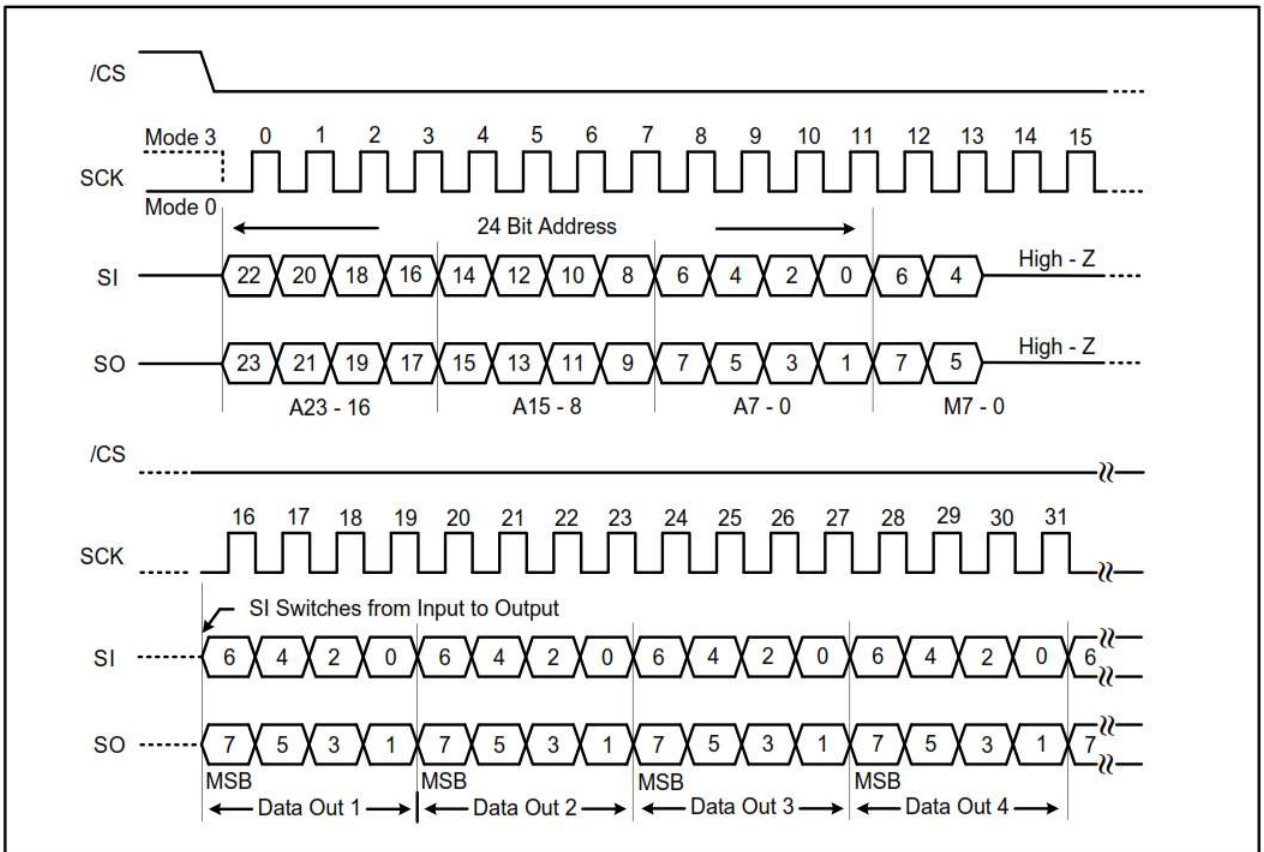 /CS
Mode 3 0 1 2 3 4 5 6 7 8 9 10 11 12 13 14 15
SCK
Mode 0
24 Bit Address
SI 22 20 18 16 14 12 10 8 6 4 2 0 6 4 High - Z
SO 23 21 19 17 15 13 11 9 7 5 3 1 7 5 High - Z
A23 - 16 A15 - 8 A7 - 0 M7 - 0
/CS
16 17 18 19 20 21 22 23 24 25 26 27 28 29 30 31
SCK
SI Switches from Input to Output
SI 6 4 2 0 6 4 2 0 6 4 2 0 6 4 2 0 6
SO 7 5 3 1 7 5 3 1 7 5 3 1 7 5 3 1 7
MSB MSB MSB MSB
Data Out 1 Data Out 2 Data Out 3 Data Out 4